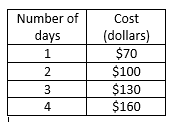 Number of days Cost (dollars)
1 $70
2 $100
3 $130
4 $160